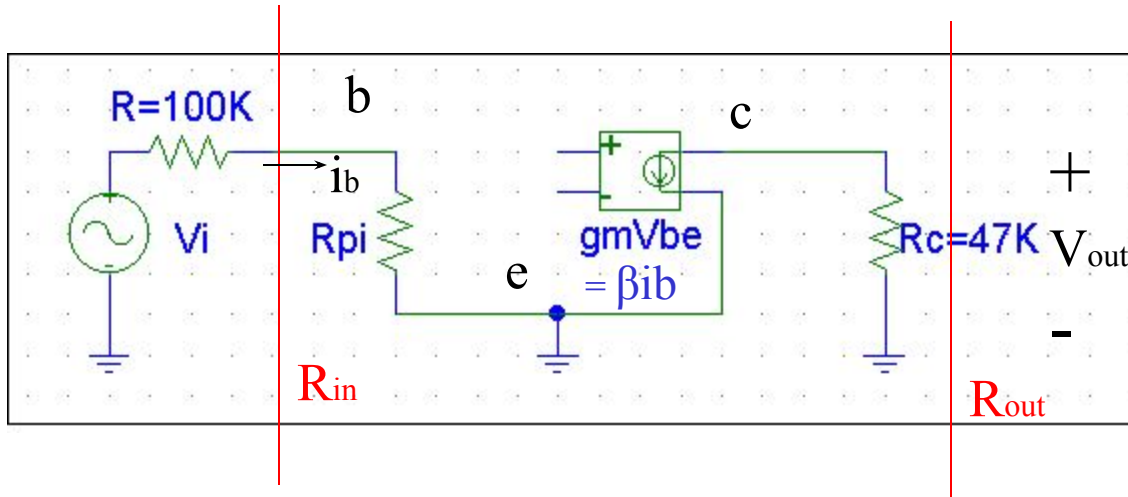 b
c
R=100K
+
ib
+
-
Vi
Rpi
gmVbe
Rc=47K
Vout
e
= βib
-
Rin
Rout